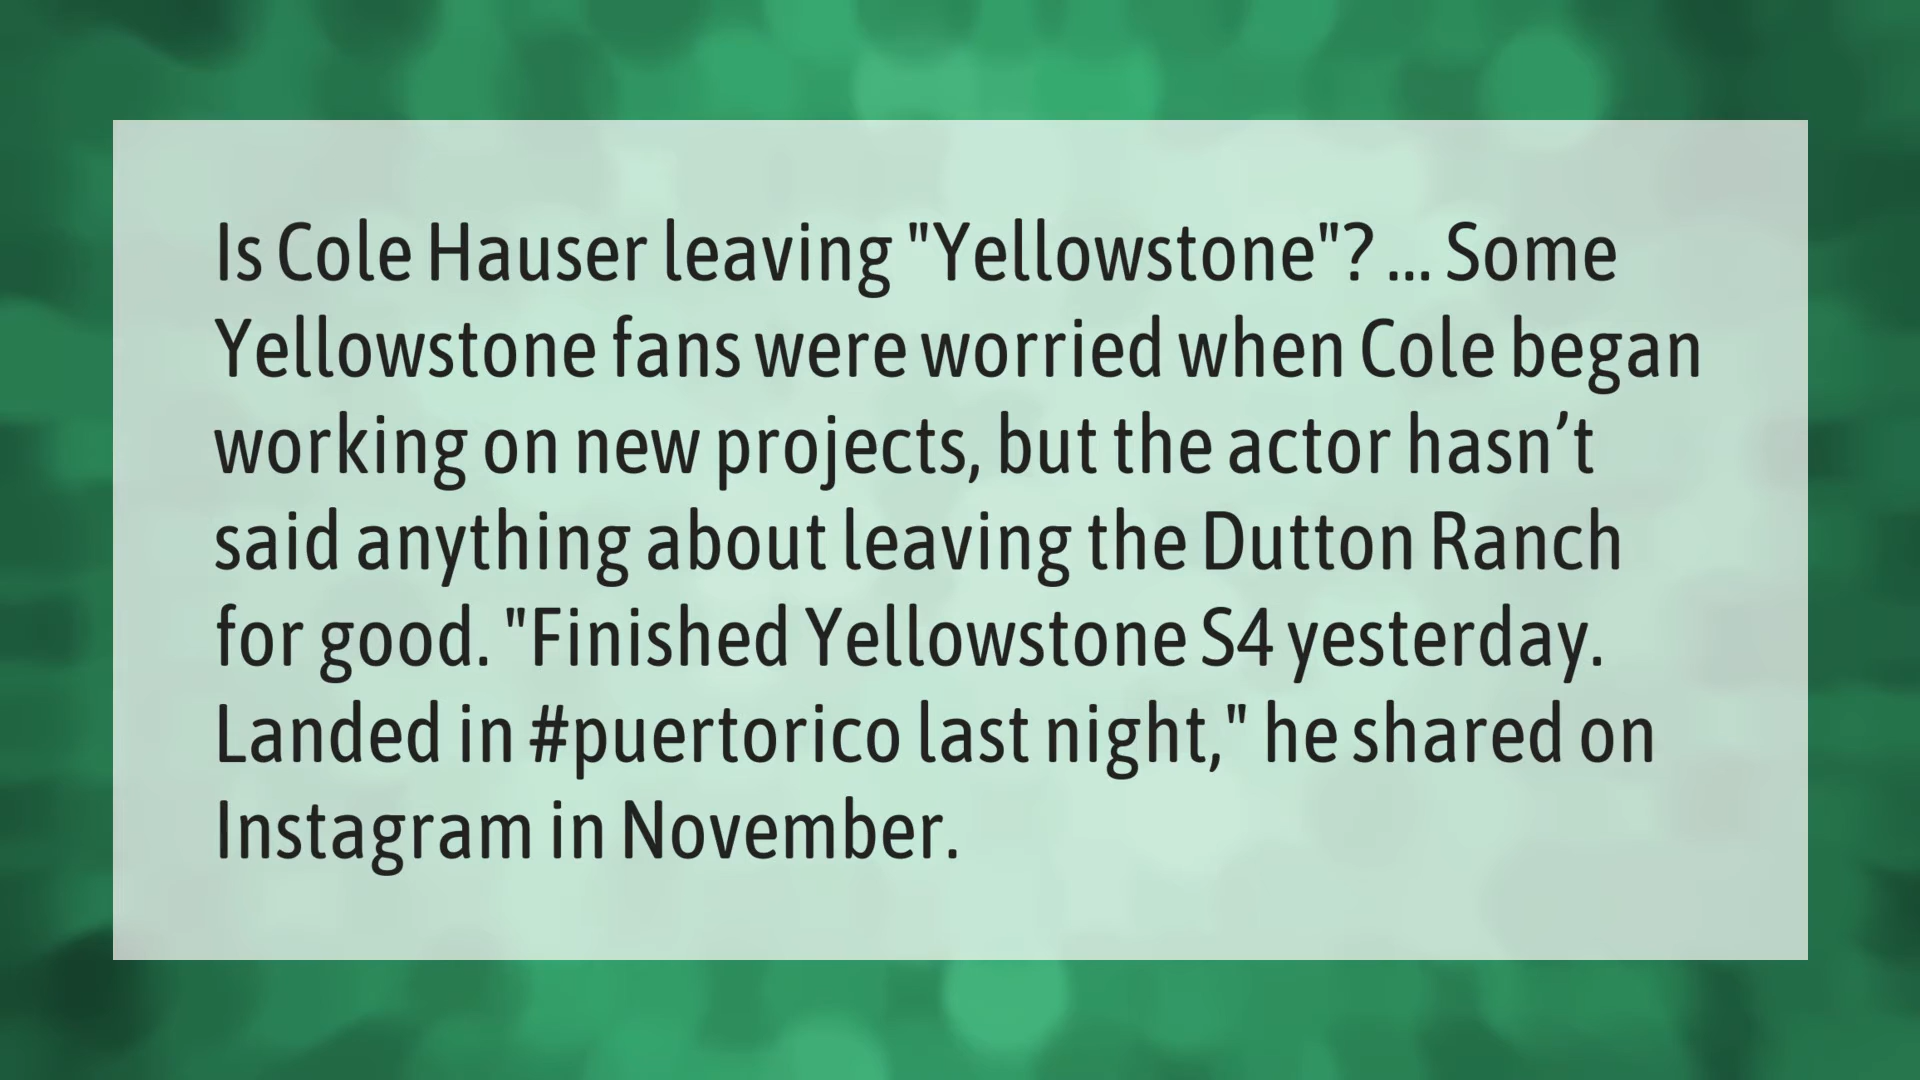 Is Cole Hauser leaving "Yellowstone"? ... Some
Yellowstone fans were worried when Cole began
working on new projects, but the actor hasn’t
said anything about leaving the Dutton Ranch
for good. "Finished Yellowstone S4 yesterday.
Landed in #puertorico last night," he shared on
Instagram in November.